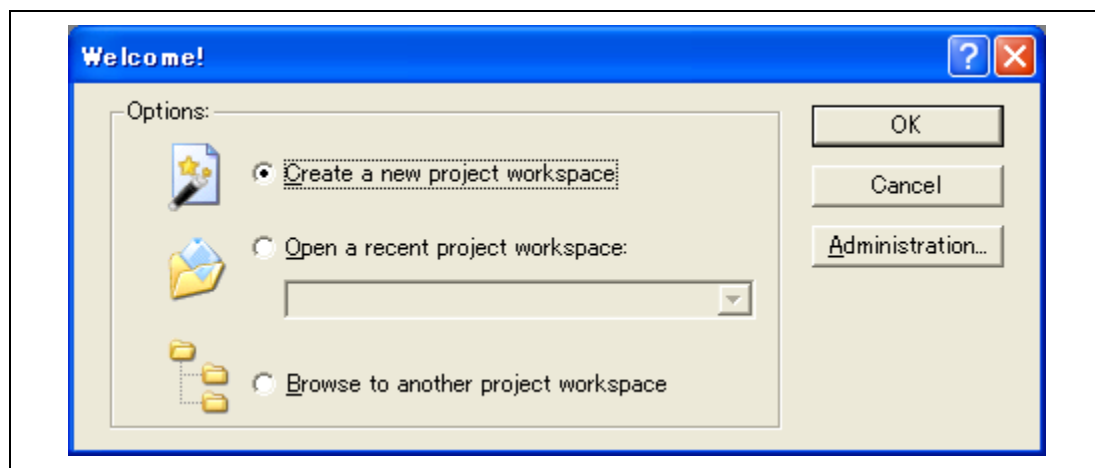 Welcome!
Options:
Create a new project workspace
Open a recent project workspace:
Browse to another project workspace
OK
Cancel
Administration...